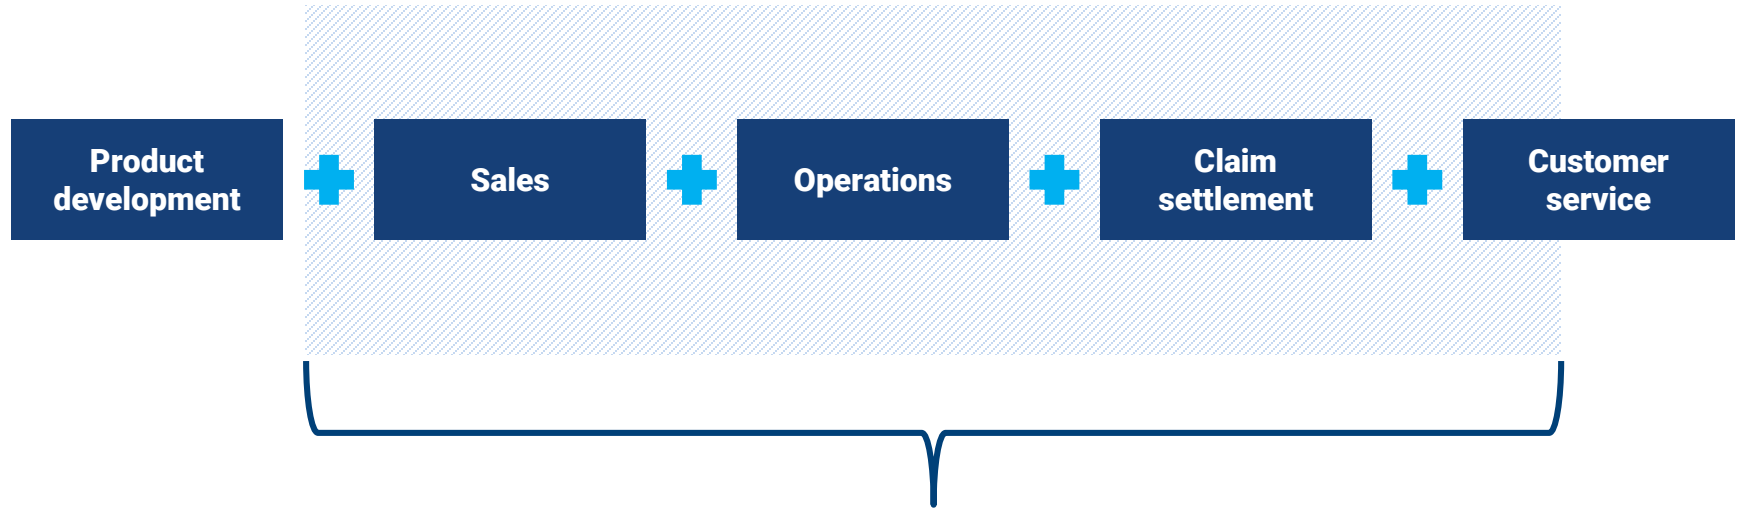 Product
development
Sales
Operations
Claim
settlement
Customer
service